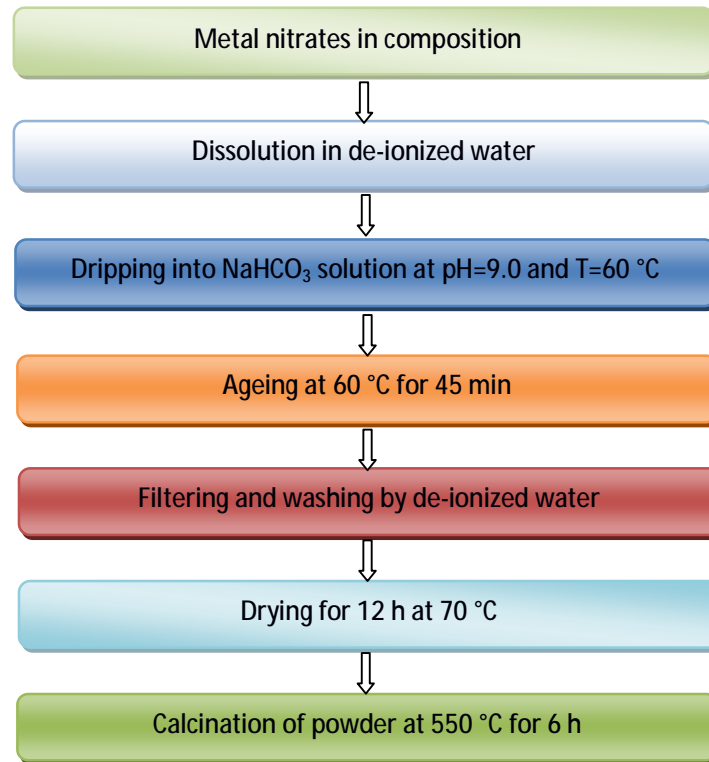 Metal nitrates in composition
Dissolution in de-ionized water
Dripping into NaHCO₃ solution at pH=9.0 and T=60 °C
Ageing at 60 °C for 45 min
Filtering and washing by de-ionized water
Drying for 12 h at 70 °C
Calcination of powder at 550 °C for 6 h